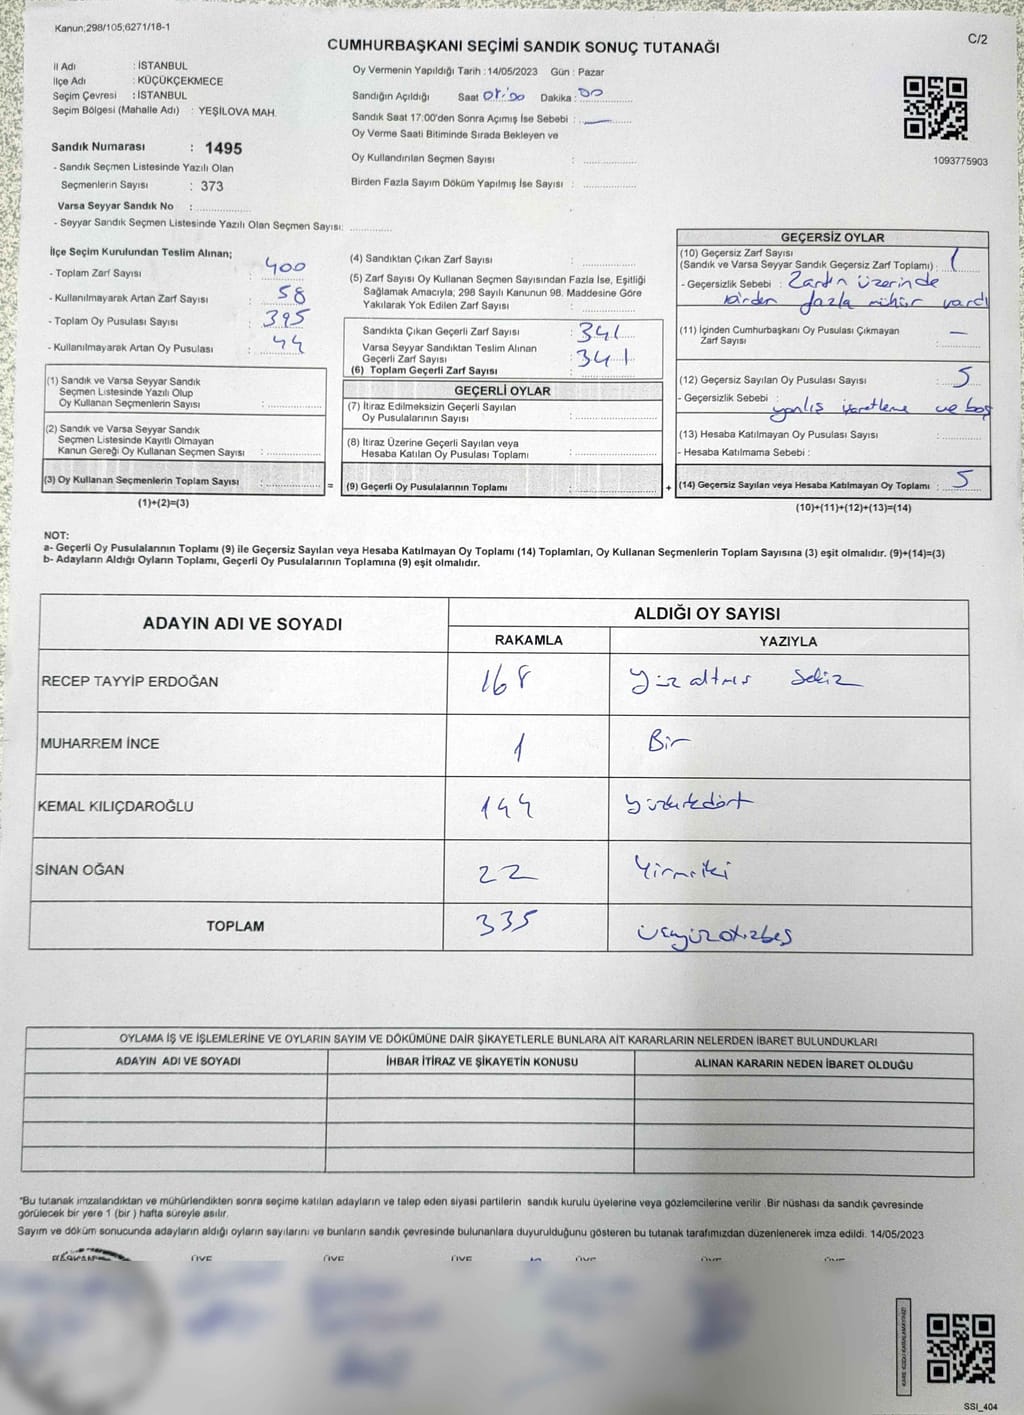 Kanun;298/105;6271/18-1
C/2
CUMHURBAŞKANI SEÇİMİ SANDIK SONUÇ TUTANAĞI
İl Adı : İSTANBUL
İlçe Adı : KÜÇÜKÇEKMECE
Seçim Çevresi : İSTANBUL
Seçim Bölgesi (Mahalle Adı) : YEŞİLOVA MAH.
Sandık Numarası : 1495
- Sandık Seçmen Listesinde Yazılı Olan
Seçmenlerin Sayısı : 373
Varsa Seyyar Sandık No :
- Seyyar Sandık Seçmen Listesinde Yazılı Olan Seçmen Sayısı:
Oy Vermenin Yapıldığı Tarih : 14/05/2023 Gün : Pazar
Sandığın Açıldığı Saat 08:00 Dakika : 00
Sandık Saat 17:00'den Sonra Açımış İse Sebebi : —
Oy Verme Saati Bitiminde Sırada Bekleyen ve
Oy Kullandırılan Seçmen Sayısı :
Birden Fazla Sayım Döküm Yapılmış İse Sayısı :
1093775903
İlçe Seçim Kurulundan Teslim Alınan;
- Toplam Zarf Sayısı : 400
- Kullanılmayarak Artan Zarf Sayısı : 58
- Toplam Oy Pusulası Sayısı : 395
- Kullanılmayarak Artan Oy Pusulası : 44
(1) Sandık ve Varsa Seyyar Sandık
Seçmen Listesinde Yazılı Olup
Oy Kullanan Seçmenlerin Sayısı :
(2) Sandık ve Varsa Seyyar Sandık
Seçmen Listesinde Kayıtlı Olmayan
Kanun Gereği Oy Kullanan Seçmen Sayısı :
(3) Oy Kullanan Seçmenlerin Toplam Sayısı : =
(1)+(2)=(3)
(4) Sandıktan Çıkan Zarf Sayısı :
(5) Zarf Sayısı Oy Kullanan Seçmen Sayısından Fazla İse, Eşitliği
Sağlamak Amacıyla; 298 Sayılı Kanunun 98. Maddesine Göre
Yakılarak Yok Edilen Zarf Sayısı :
Sandıkta Çıkan Geçerli Zarf Sayısı : 341
Varsa Seyyar Sandıktan Teslim Alınan
Geçerli Zarf Sayısı : 341
(6) Toplam Geçerli Zarf Sayısı :
GEÇERLİ OYLAR
(7) İtiraz Edilmeksizin Geçerli Sayılan
Oy Pusulalarının Sayısı :
(8) İtiraz Üzerine Geçerli Sayılan veya
Hesaba Katılan Oy Pusulası Toplamı :
(9) Geçerli Oy Pusulalarının Toplamı : +
GEÇERSİZ OYLAR
(10) Geçersiz Zarf Sayısı
(Sandık ve Varsa Seyyar Sandık Geçersiz Zarf Toplamı) : 1
- Geçersizlik Sebebi : Zarfın üzerinde
birden fazla mühür vardı
(11) İçinden Cumhurbaşkanı Oy Pusulası Çıkmayan
Zarf Sayısı : —
(12) Geçersiz Sayılan Oy Pusulası Sayısı : 5
- Geçersizlik Sebebi :
yanlış işaretleme ve boş
(13) Hesaba Katılmayan Oy Pusulası Sayısı :
- Hesaba Katılmama Sebebi :
(14) Geçersiz Sayılan veya Hesaba Katılmayan Oy Toplamı : 5
(10)+(11)+(12)+(13)=(14)
NOT:
a- Geçerli Oy Pusulalarının Toplamı (9) ile Geçersiz Sayılan veya Hesaba Katılmayan Oy Toplamı (14) Toplamları, Oy Kullanan Seçmenlerin Toplam Sayısına (3) eşit olmalıdır. (9)+(14)=(3)
b- Adayların Aldığı Oyların Toplamı, Geçerli Oy Pusulalarının Toplamına (9) eşit olmalıdır.
ADAYIN ADI VE SOYADI
ALDIĞI OY SAYISI
RAKAMLA YAZIYLA
RECEP TAYYİP ERDOĞAN 168 Yüz altmış Sekiz
MUHARREM İNCE 1 Bir
KEMAL KILIÇDAROĞLU 144 yüzkırkdört
SİNAN OĞAN 22 Yirmiiki
TOPLAM 335 üçyüzotuzbeş
OYLAMA İŞ VE İŞLEMLERİNE VE OYLARIN SAYIM VE DÖKÜMÜNE DAİR ŞİKAYETLERLE BUNLARA AİT KARARLARIN NELERDEN İBARET BULUNDUKLARI
ADAYIN ADI VE SOYADI İHBAR İTİRAZ VE ŞİKAYETİN KONUSU ALINAN KARARIN NEDEN İBARET OLDUĞU
*Bu tutanak imzalandıktan ve mühürlendikten sonra seçime katılan adayların ve talep eden siyasi partilerin sandık kurulu üyelerine veya gözlemcilerine verilir .Bir nüshası da sandık çevresinde
görülecek bir yere 1 (bir ) hafta süreyle asılır.
Sayım ve döküm sonucunda adayların aldığı oyların sayılarını ve bunların sandık çevresinde bulunanlara duyurulduğunu gösteren bu tutanak tarafımızdan düzenlenerek imza edildi. 14/05/2023
ÜYE ÜYE ÜYE ÜYE ÜYE ÜYE
SSI_404